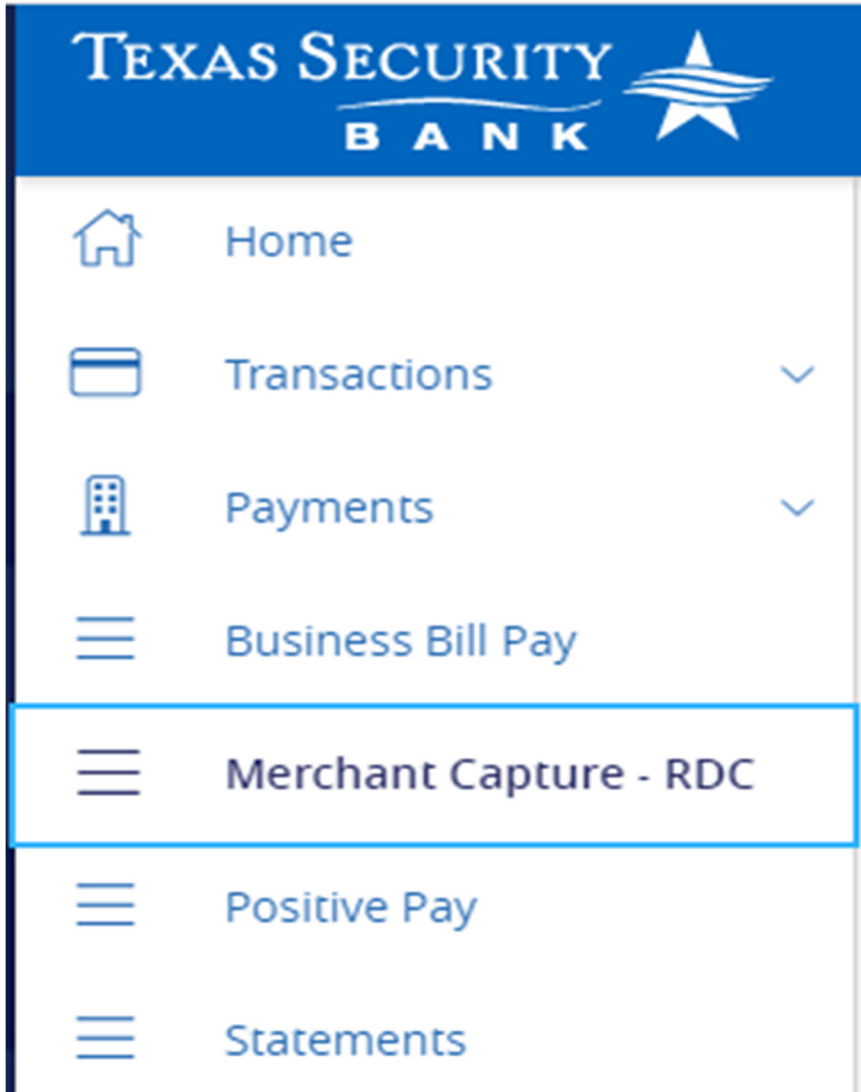 TEXAS SECURITY
BANK
Home
Transactions
Payments
Business Bill Pay
Merchant Capture - RDC
Positive Pay
Statements